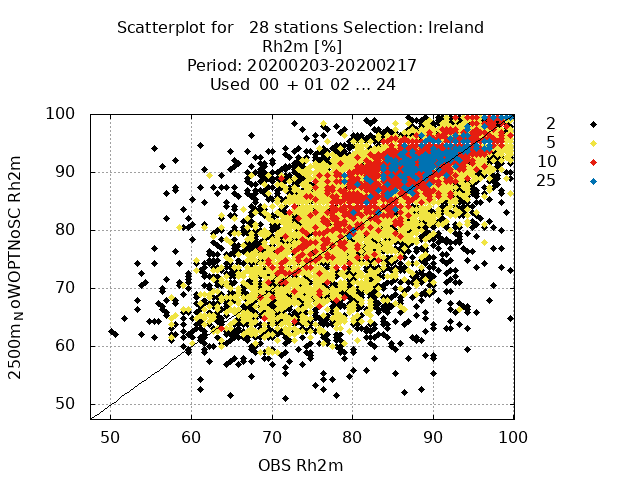 Scatterplot for 28 stations Selection: Ireland
Rh2m [%]
Period: 20200203-20200217
Used 00 + 01 02 ... 24
2
5
10
25
100
90
80
70
60
50
2500m_NoWOPTNoSC Rh2m
50 60 70 80 90 100
OBS Rh2m